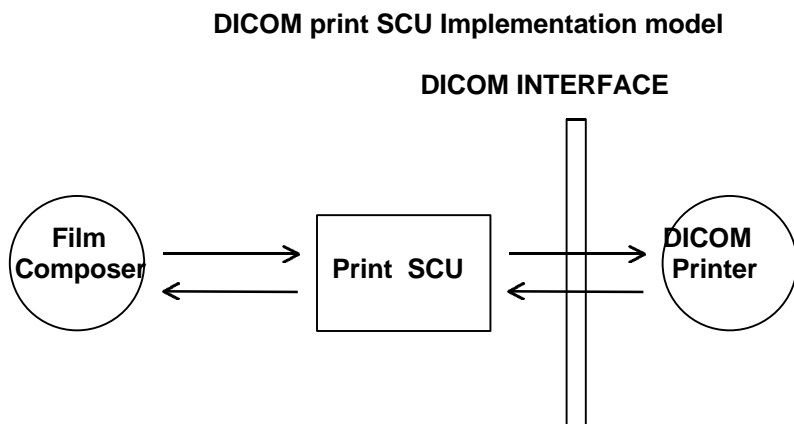 DICOM print SCU Implementation model
DICOM INTERFACE
Film
Composer
Print SCU
DICOM
Printer